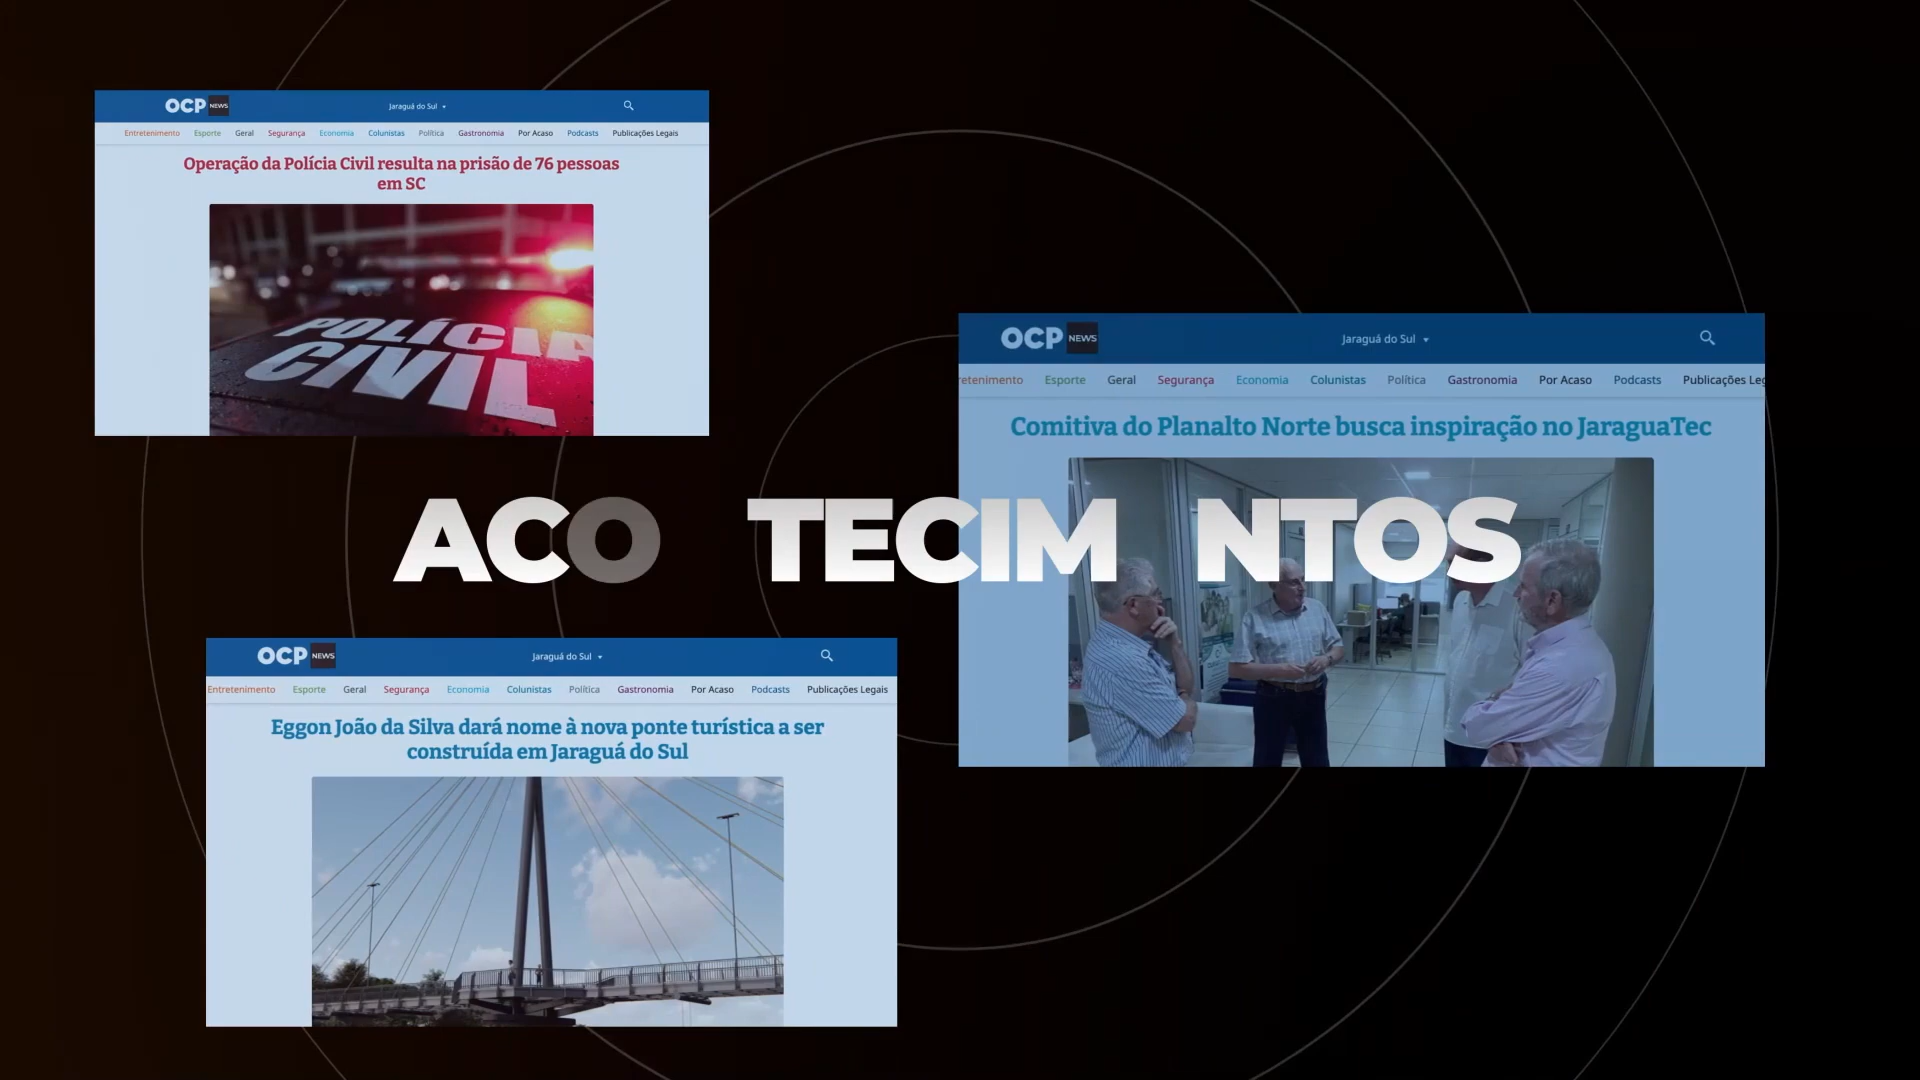 OCP NEWS
Jaraguá do Sul
Entretenimento Esporte Geral Segurança Economia Colunistas Política Gastronomia Por Acaso Podcasts Publicações Legais
Operação da Polícia Civil resulta na prisão de 76 pessoas
em SC
POLÍCIA
CIVIL
OCP NEWS
Jaraguá do Sul
retenimento Esporte Geral Segurança Economia Colunistas Política Gastronomia Por Acaso Podcasts Publicações Leg
Comitiva do Planalto Norte busca inspiração no JaraguaTec
ACO TECIM NTOS
OCP NEWS
Jaraguá do Sul
Entretenimento Esporte Geral Segurança Economia Colunistas Política Gastronomia Por Acaso Podcasts Publicações Legais
Eggon João da Silva dará nome à nova ponte turística a ser
construída em Jaraguá do Sul